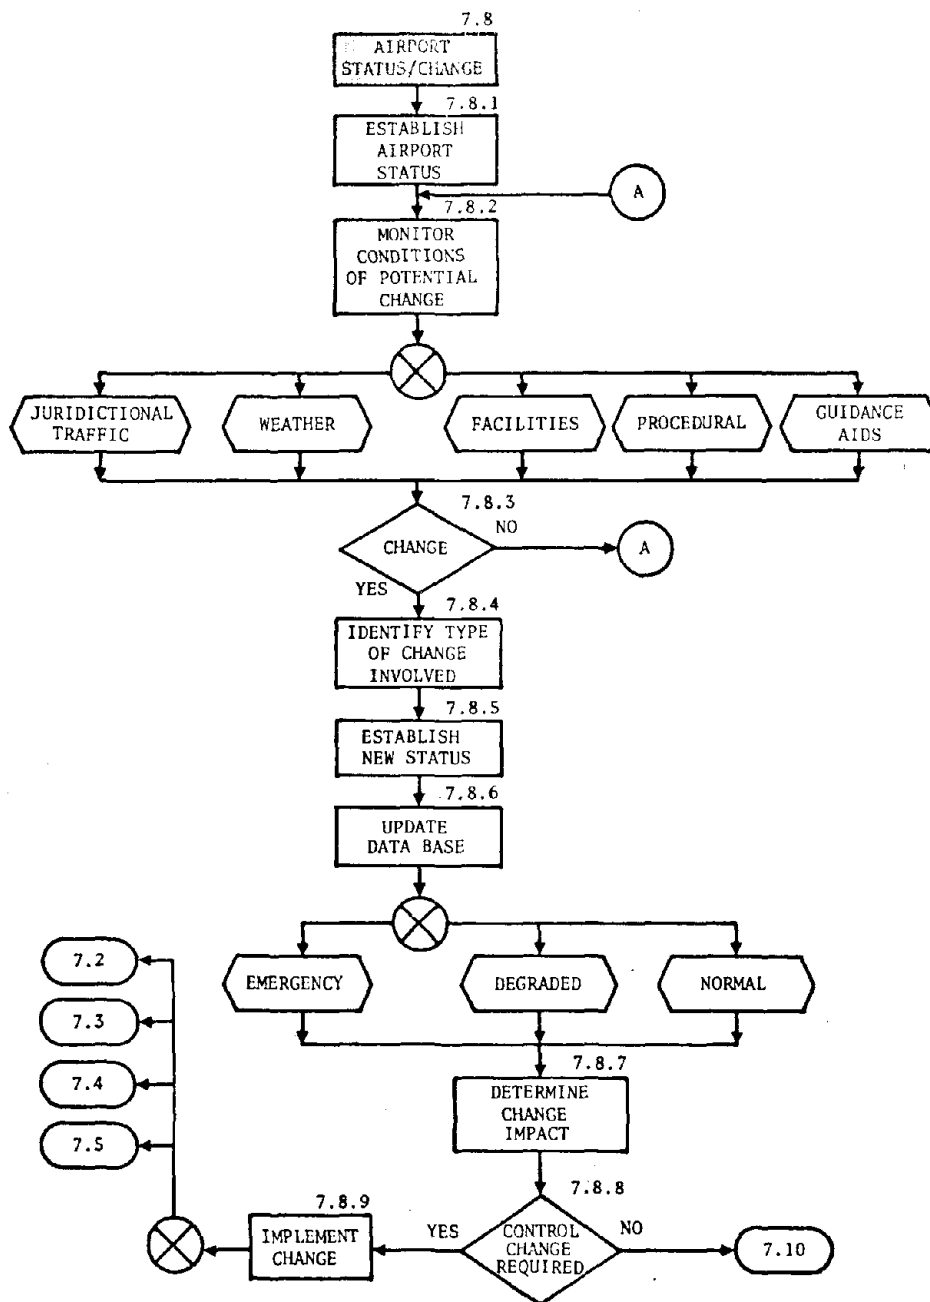 7.8
AIRPORT
STATUS/CHANGE
7.8.1
ESTABLISH
AIRPORT
STATUS
A
7.8.2
MONITOR
CONDITIONS
OF POTENTIAL
CHANGE
JURIDICTIONAL
TRAFFIC
WEATHER
FACILITIES
PROCEDURAL
GUIDANCE
AIDS
7.8.3
CHANGE
NO
A
YES
7.8.4
IDENTIFY TYPE
OF CHANGE
INVOLVED
7.8.5
ESTABLISH
NEW STATUS
7.8.6
UPDATE
DATA BASE
EMERGENCY
DEGRADED
NORMAL
7.2
7.3
7.4
7.5
7.8.7
DETERMINE
CHANGE
IMPACT
7.8.8
CONTROL
CHANGE
REQUIRED
YES
NO
7.10
7.8.9
IMPLEMENT
CHANGE